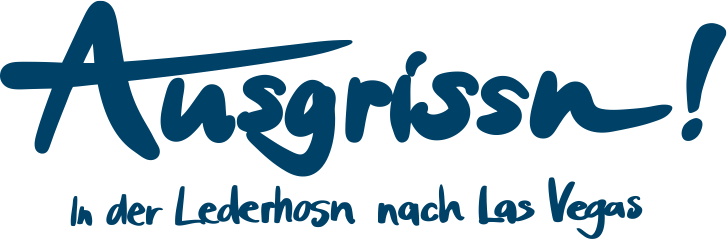 Ausgrissn!
In der Lederhosn nach Las Vegas